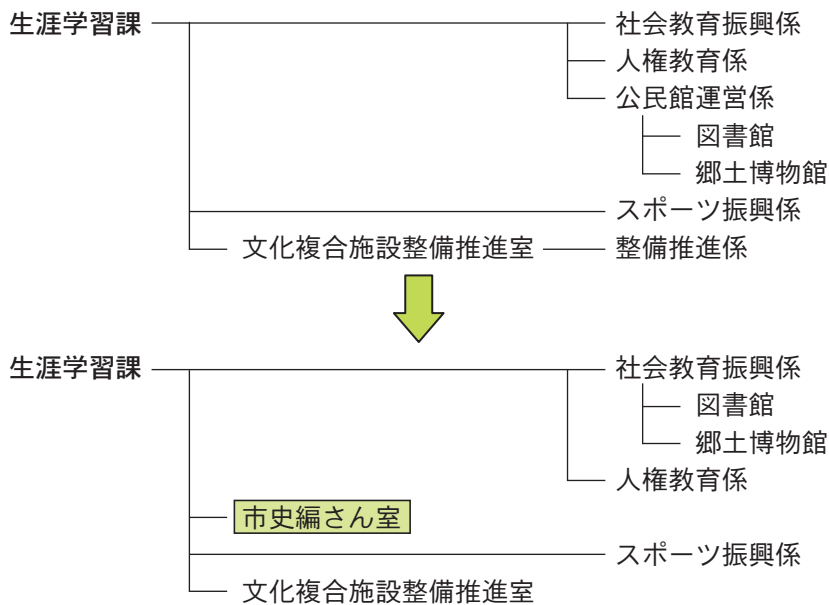 生涯学習課 社会教育振興係
人権教育係
公民館運営係
図書館
郷土博物館
スポーツ振興係
文化複合施設整備推進室 整備推進係
生涯学習課 社会教育振興係
図書館
郷土博物館
人権教育係
市史編さん室
スポーツ振興係
文化複合施設整備推進室